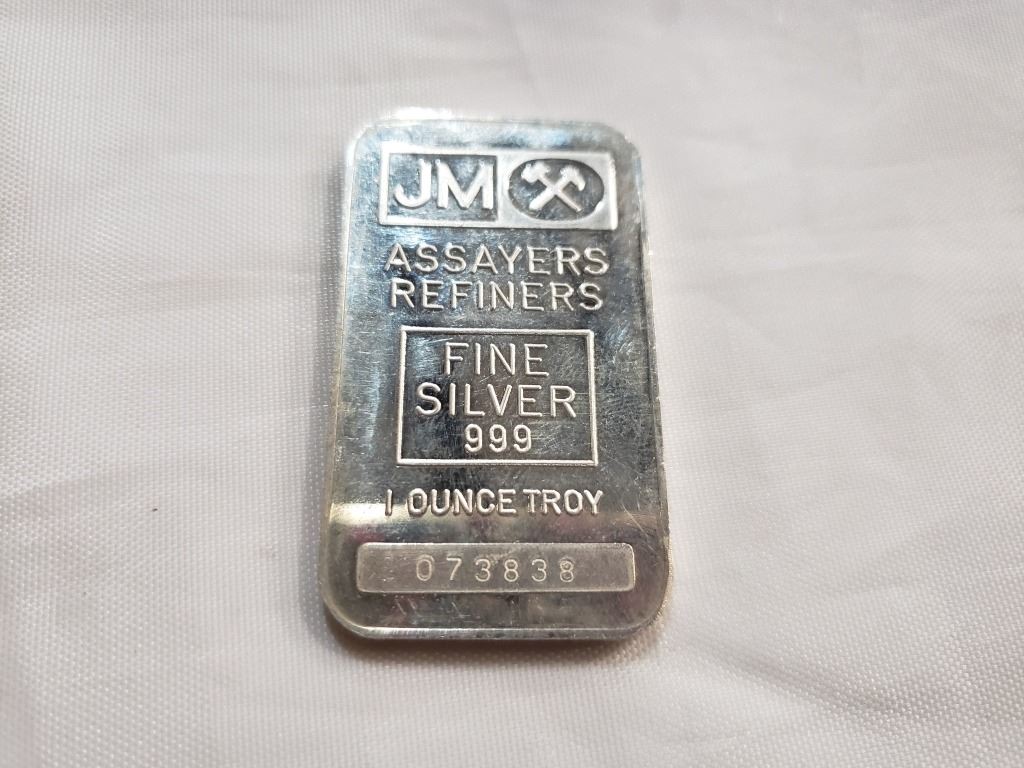 JM
ASSAYERS
REFINERS
FINE
SILVER
999
1 OUNCE TROY
073838